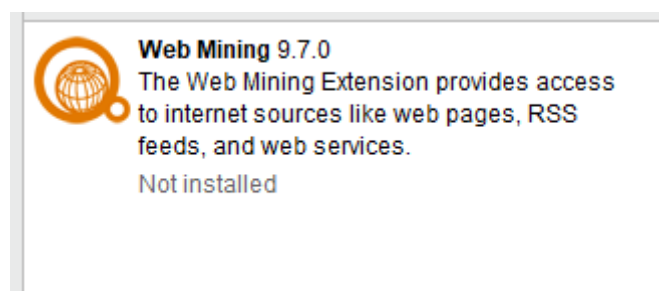 Web Mining 9.7.0
The Web Mining Extension provides access
to internet sources like web pages, RSS
feeds, and web services.
Not installed